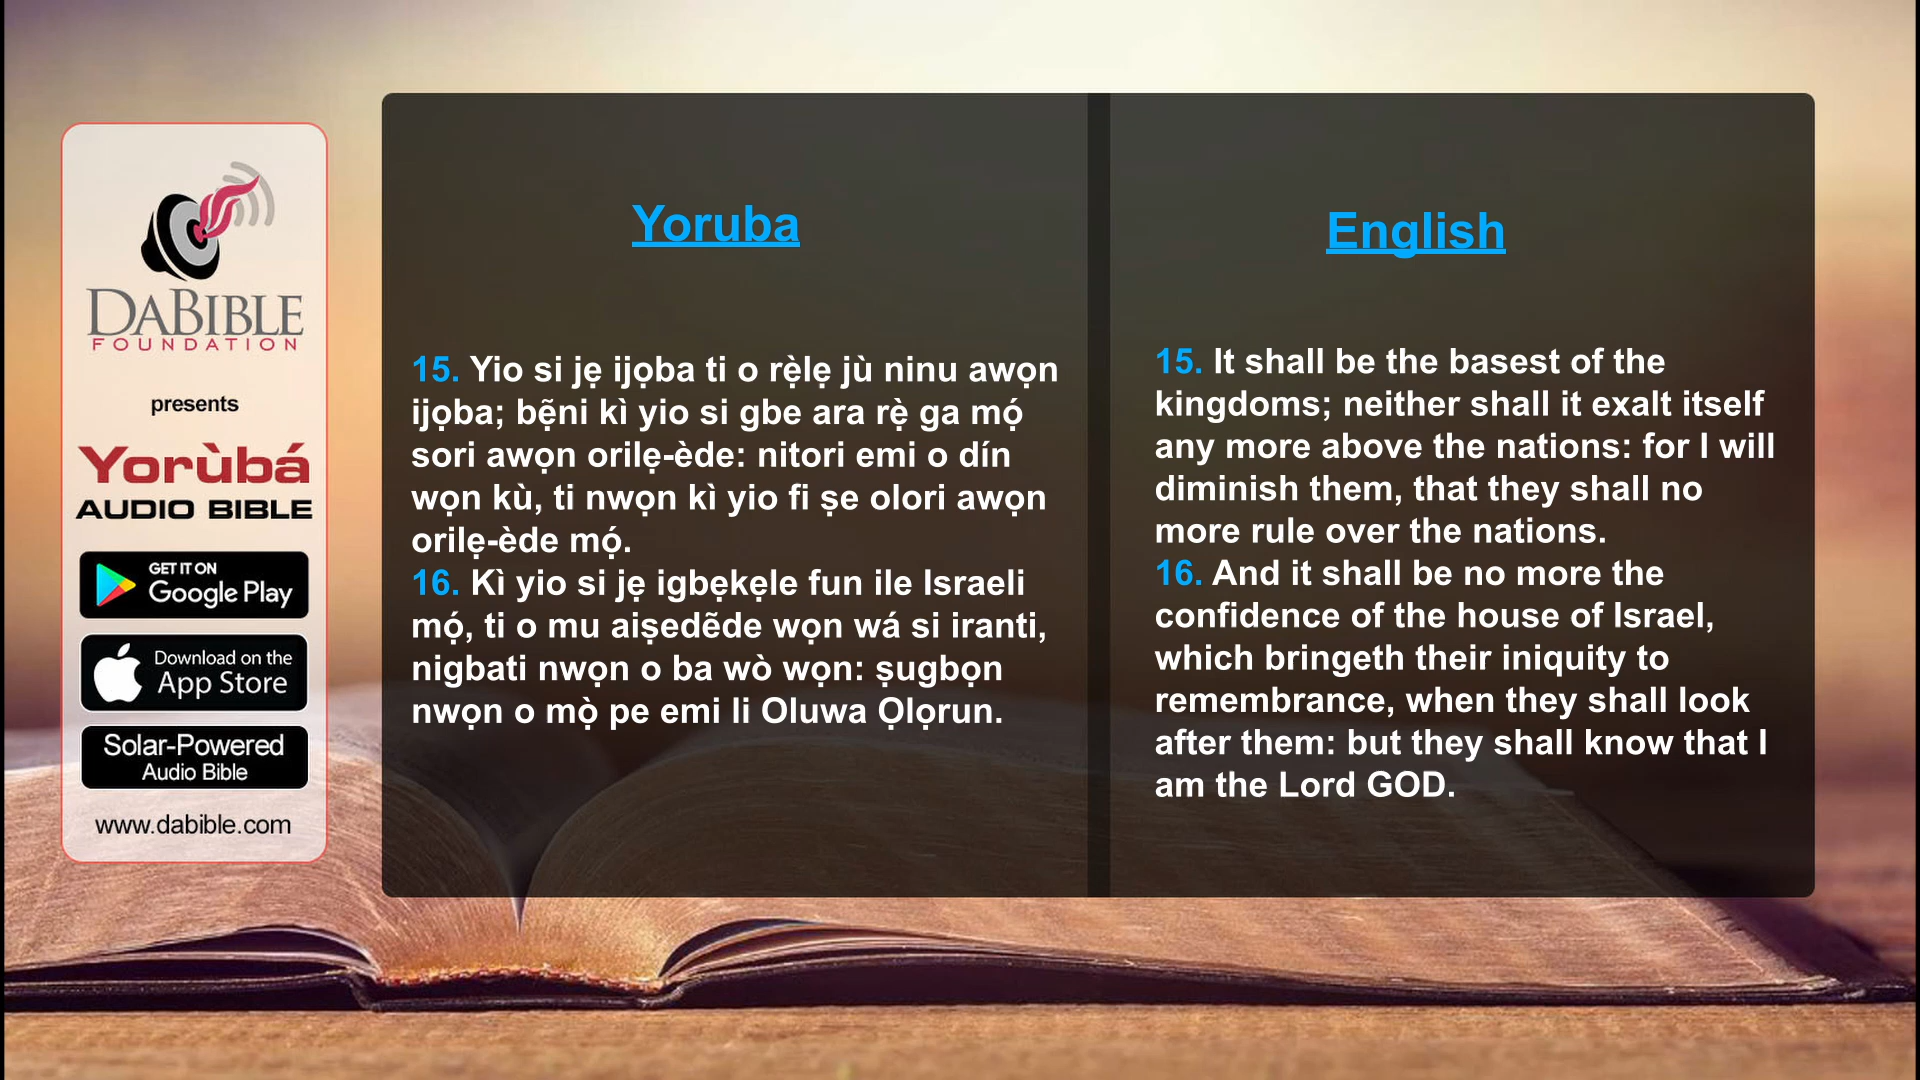 DABIBLE
FOUNDATION
presents
Yorùbá
AUDIO BIBLE
GET IT ON
Google Play
Download on the
App Store
Solar-Powered
Audio Bible
www.dabible.com
Yoruba
15. Yio si jẹ ijọba ti o rẹ̀lẹ jù ninu awọn
ijọba; bẹ̃ni kì yio si gbe ara rẹ̀ ga mọ́
sori awọn orilẹ-ède: nitori emi o dín
wọn kù, ti nwọn kì yio fi ṣe olori awọn
orilẹ-ède mọ́.
16. Kì yio si jẹ igbẹkẹle fun ile Israeli
mọ́, ti o mu aiṣedẽde wọn wá si iranti,
nigbati nwọn o ba wò wọn: ṣugbọn
nwọn o mọ̀ pe emi li Oluwa Ọlọrun.
English
15. It shall be the basest of the
kingdoms; neither shall it exalt itself
any more above the nations: for I will
diminish them, that they shall no
more rule over the nations.
16. And it shall be no more the
confidence of the house of Israel,
which bringeth their iniquity to
remembrance, when they shall look
after them: but they shall know that I
am the Lord GOD.